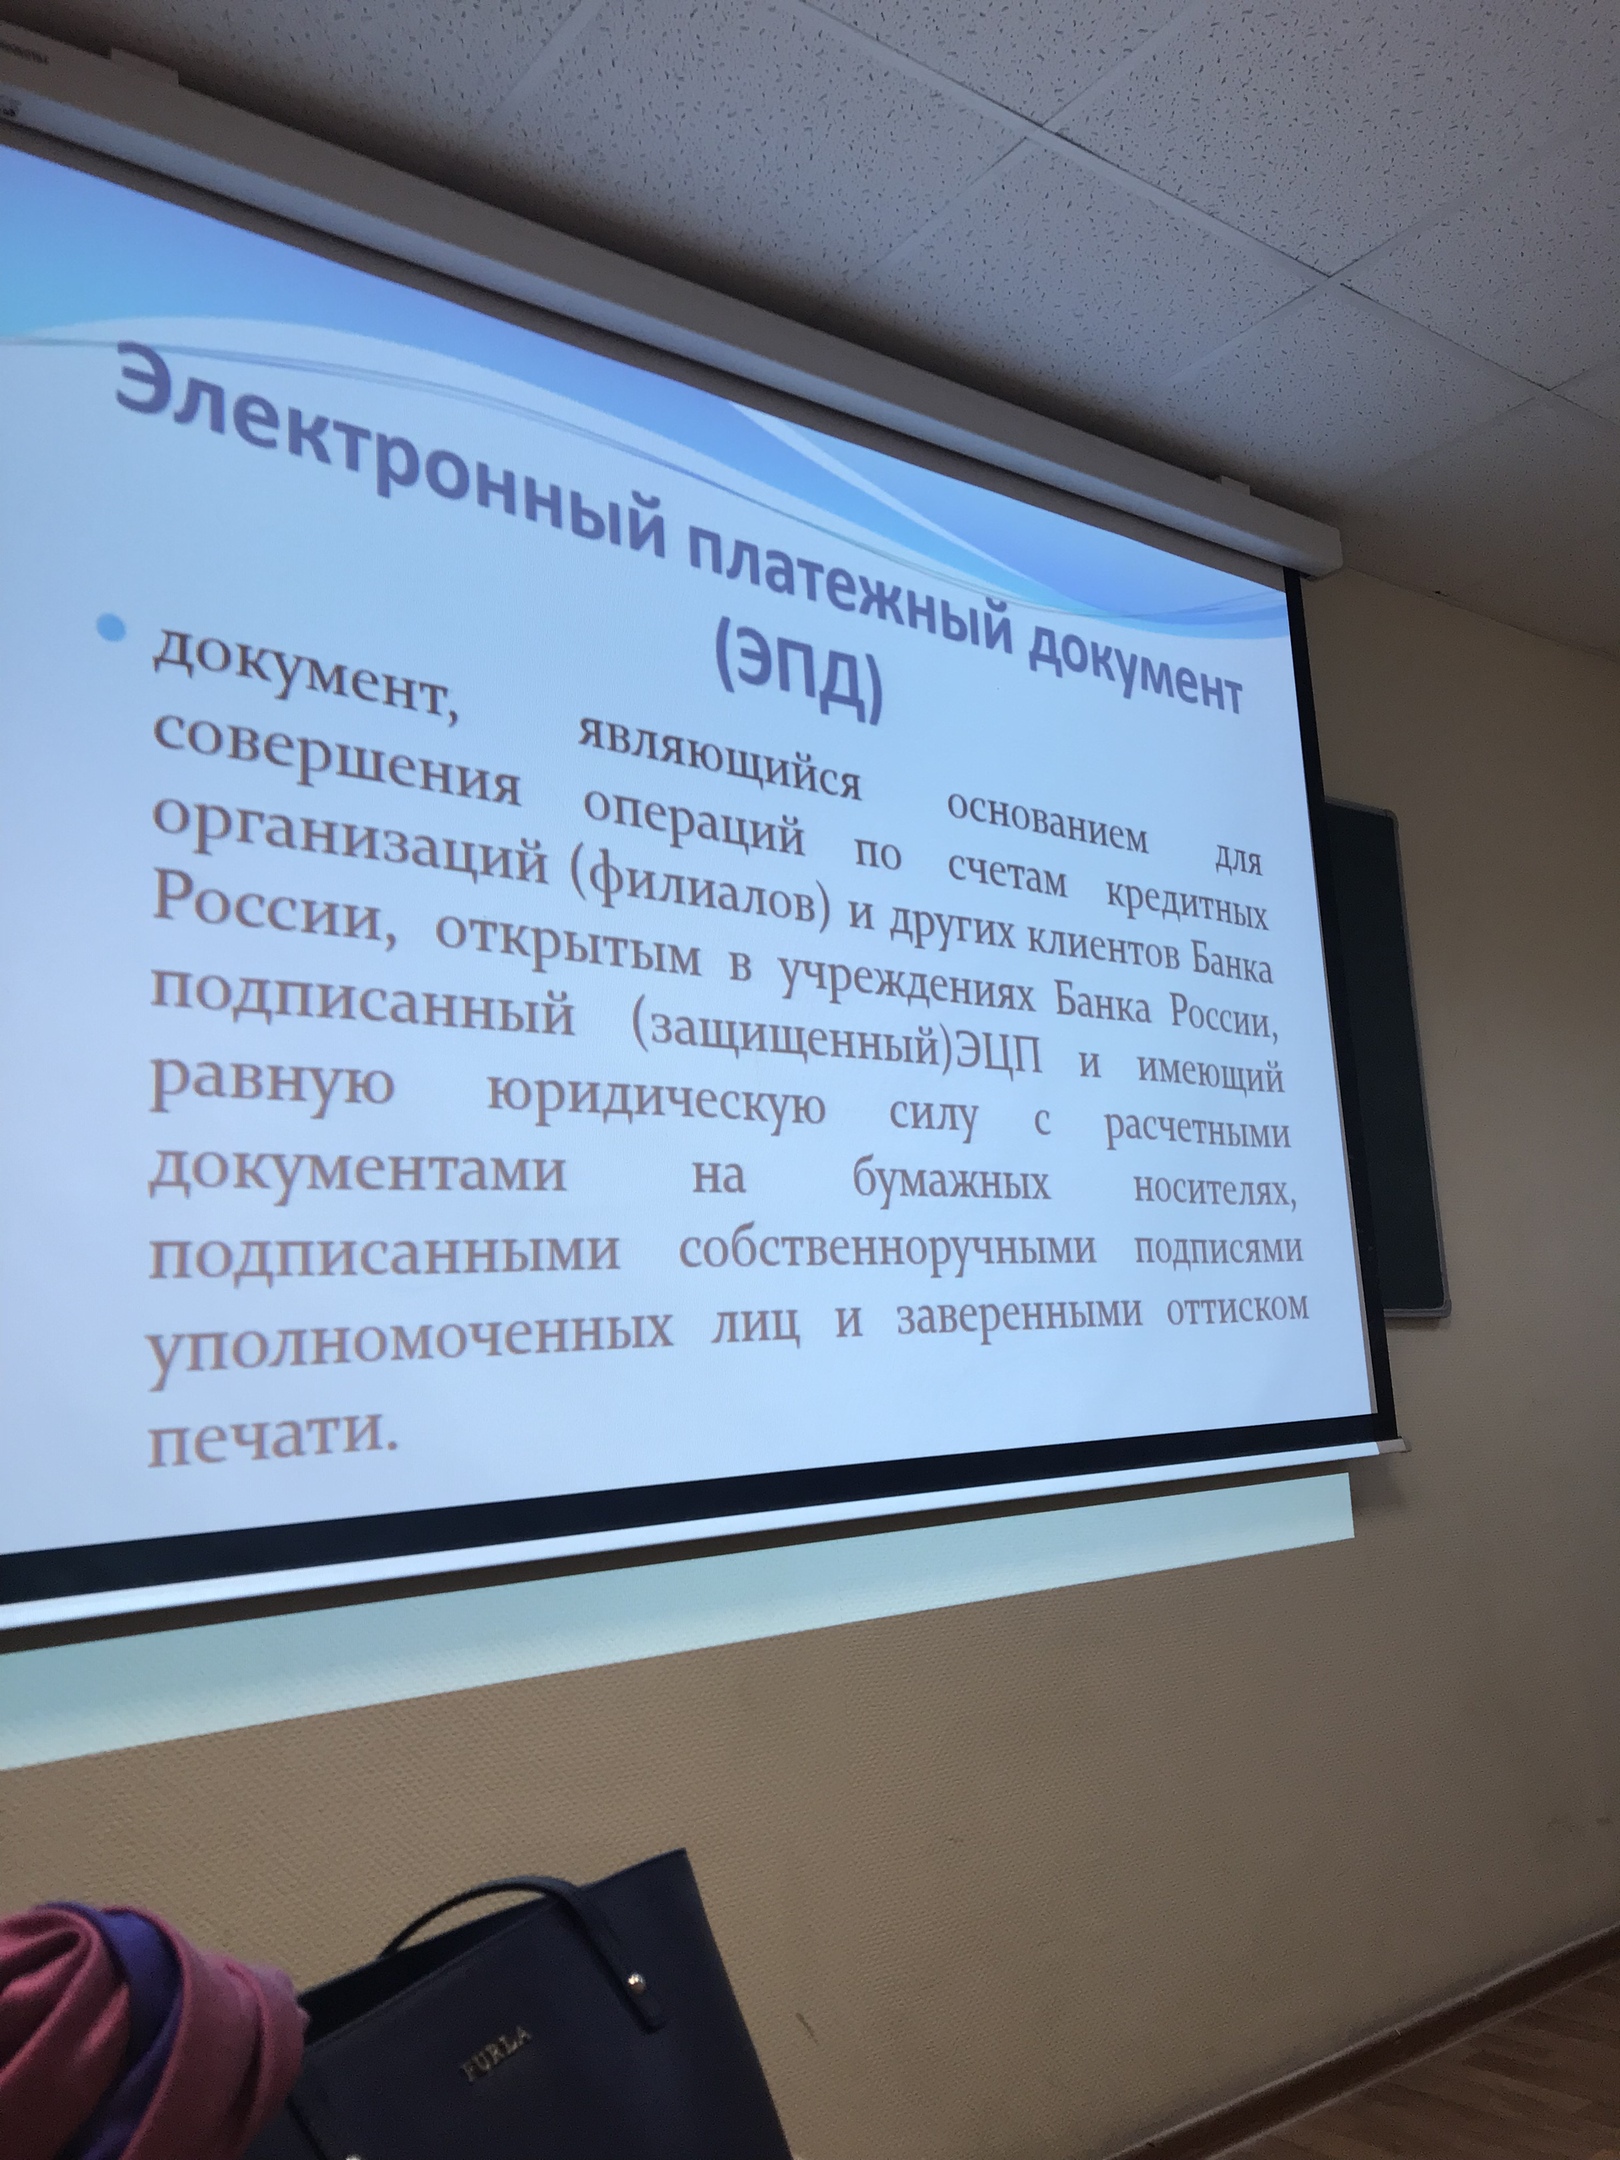 Электронный платежный документ
(ЭПД)
документ, являющийся основанием для
совершения операций по счетам кредитных
организаций (филиалов) и других клиентов Банка
России, открытым в учреждениях Банка России,
подписанный (защищенный)ЭЦП и имеющий
равную юридическую силу с расчетными
документами на бумажных носителях,
подписанными собственноручными подписями
уполномоченных лиц и заверенными оттиском
печати.
FURLA